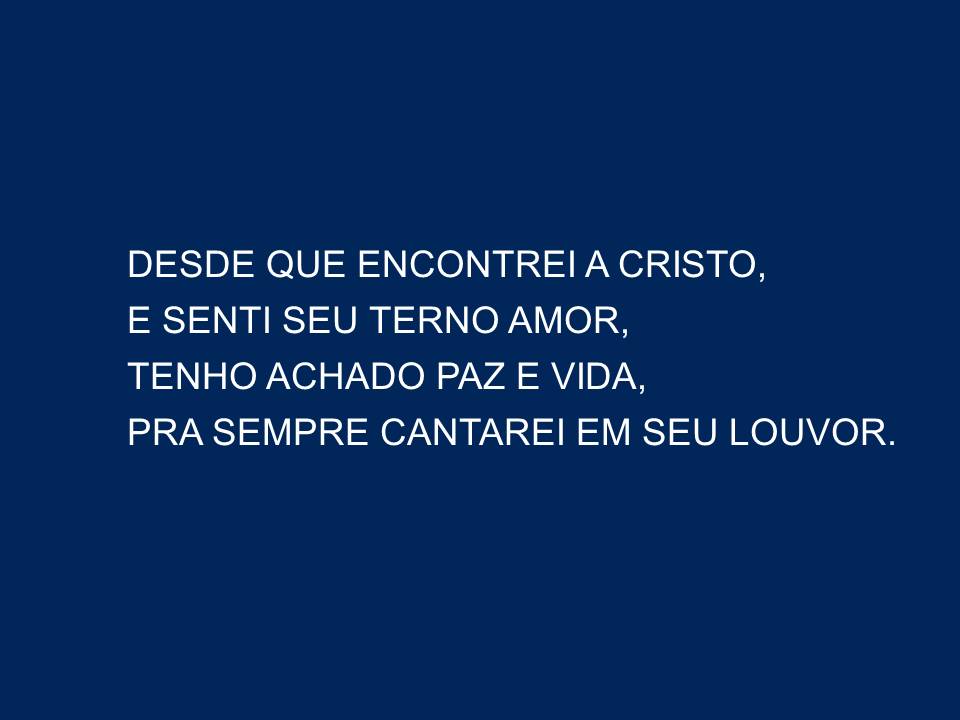 DESDE QUE ENCONTREI A CRISTO,
E SENTI SEU TERNO AMOR,
TENHO ACHADO PAZ E VIDA,
PRA SEMPRE CANTAREI EM SEU LOUVOR.